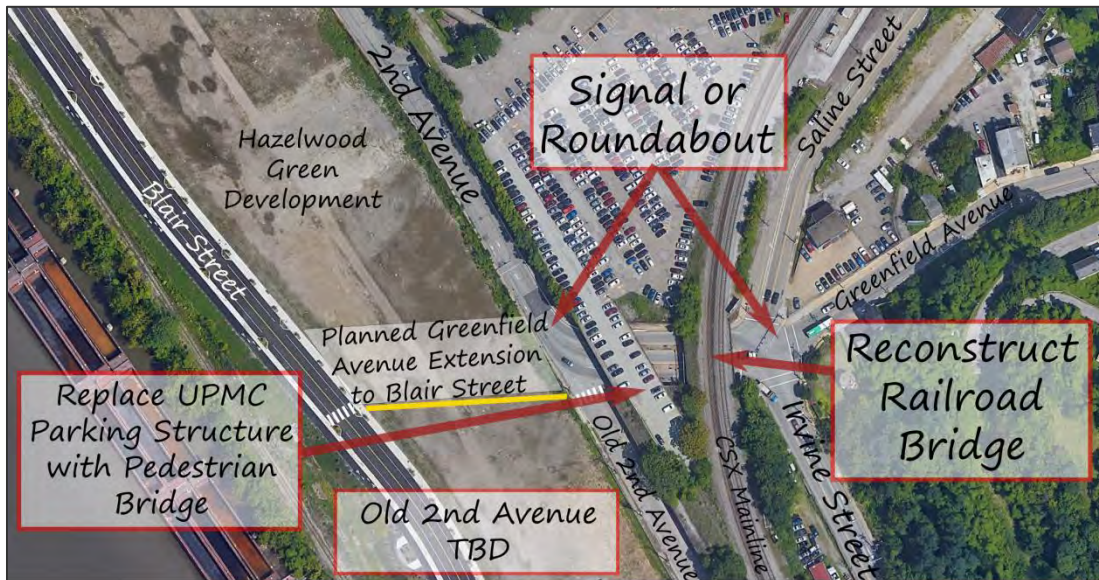 2nd Avenue
Signal or
Roundabout
Saline Street
Hazelwood
Green
Development
Blair Street
Greenfield Avenue
Planned Greenfield
Avenue Extension
to Blair Street
Replace UPMC
Parking Structure
with Pedestrian
Bridge
Reconstruct
Railroad
Bridge
Old 2nd Avenue
CSX Mainline
Irvine Street
Old 2nd Avenue
TBD